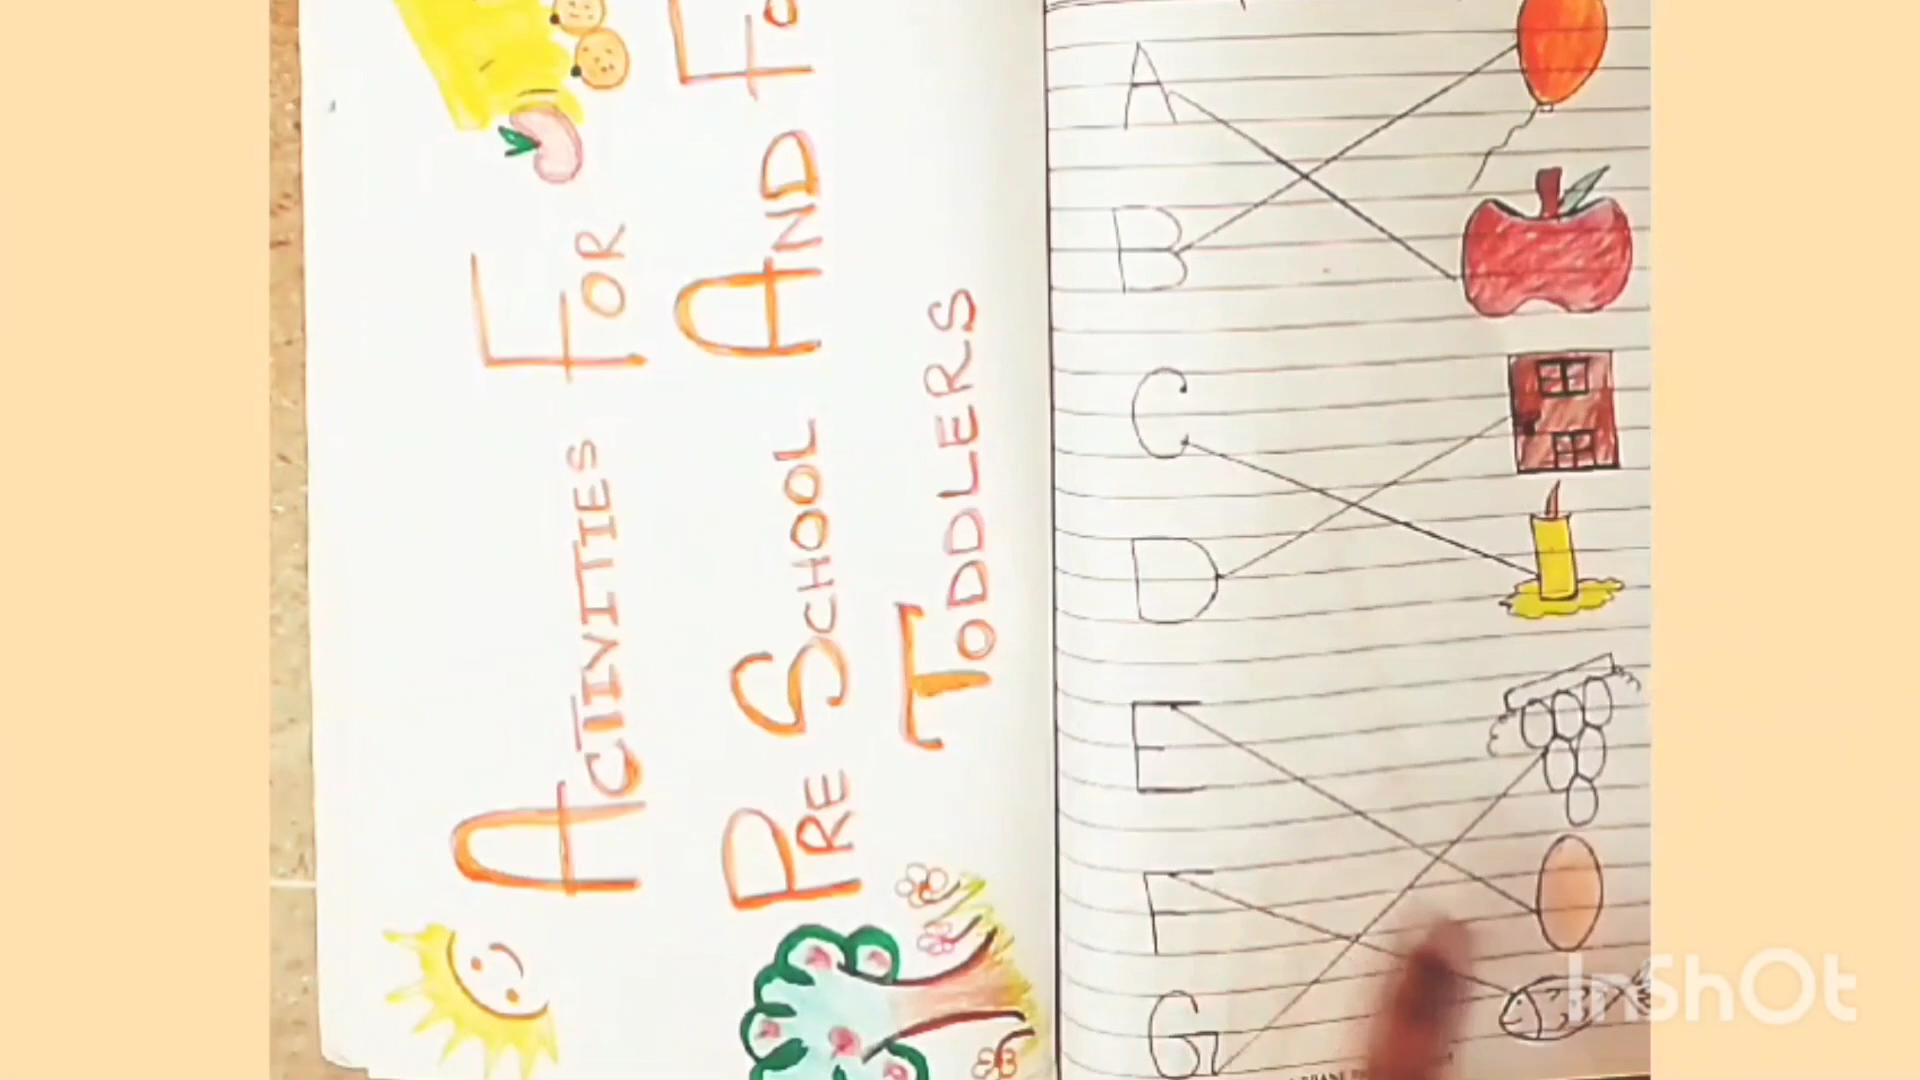 ACTIVITIES FOR
PRE SCHOOL AND
TODDLERS
A
B
C
D
E
F
G
InShOt